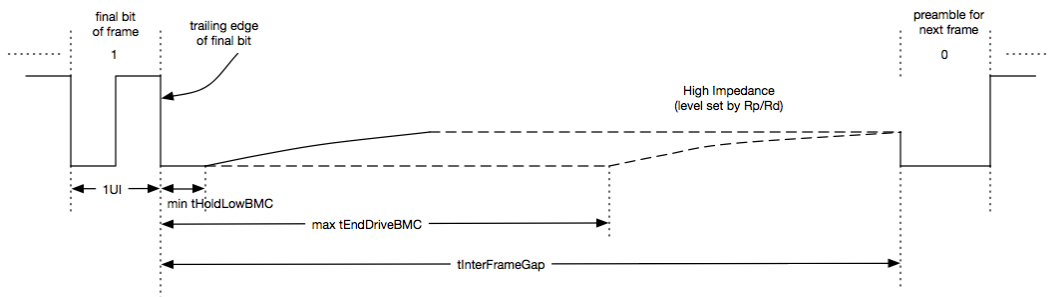 final bit
of frame
1
trailing edge
of final bit
preamble for
next frame
0
High Impedance
(level set by Rp/Rd)
1UI
min tHoldLowBMC
max tEndDriveBMC
tInterFrameGap